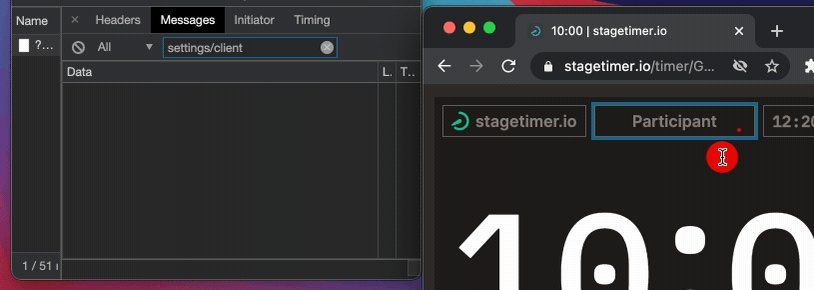 Name
× Headers Messages Initiator Timing
?...
All
settings/client
Data L. T..
1 / 51
10:00 | stagetimer.io
stagetimer.io/timer/G...
stagetimer.io
Participant
12:20
10:0